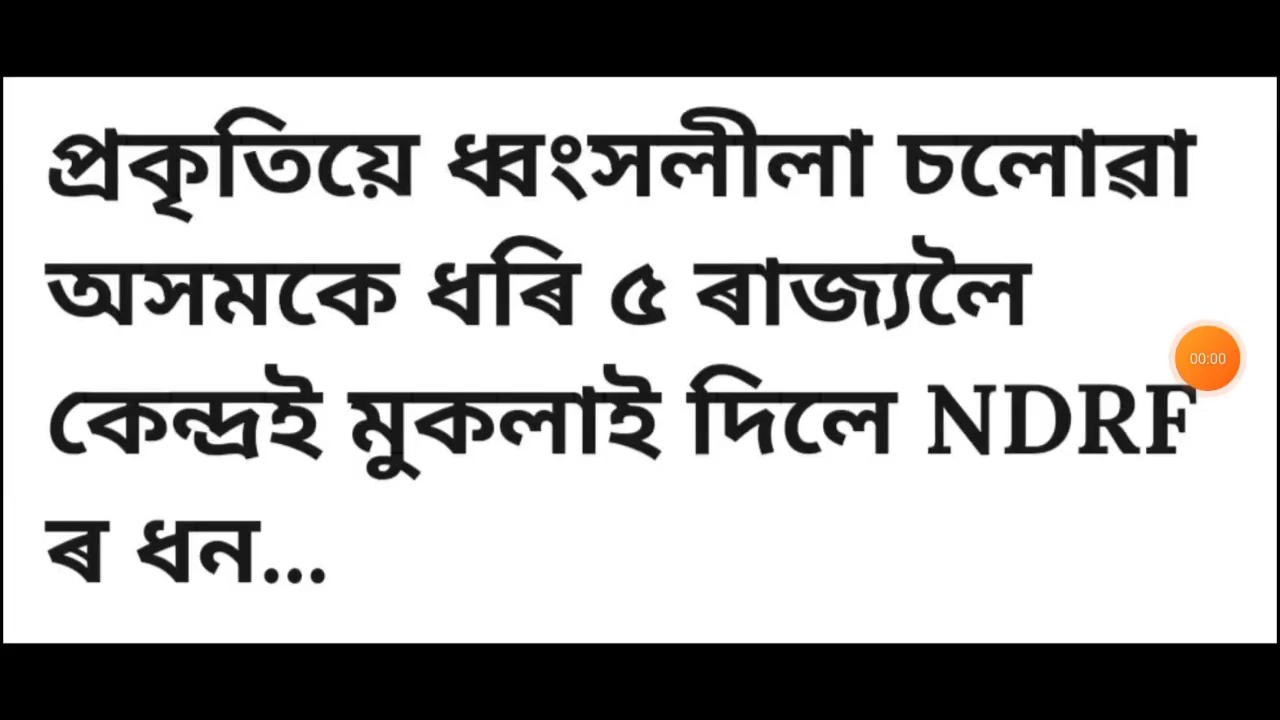 প্ৰকৃতিয়ে ধ্বংসলীলা চলোৱা
অসমকে ধৰি ৫ ৰাজ্যলৈ
কেন্দ্ৰই মুকলাই দিলে NDRF
ৰ ধন...
00:00